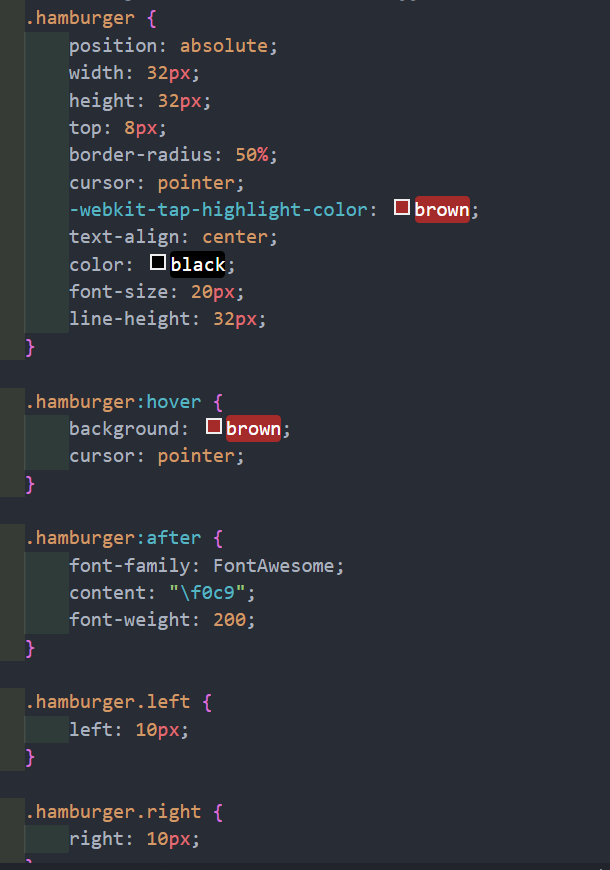 .hamburger {
    position: absolute;
    width: 32px;
    height: 32px;
    top: 8px;
    border-radius: 50%;
    cursor: pointer;
    -webkit-tap-highlight-color: brown;
    text-align: center;
    color: black;
    font-size: 20px;
    line-height: 32px;
}

.hamburger:hover {
    background: brown;
    cursor: pointer;
}

.hamburger:after {
    font-family: FontAwesome;
    content: "\f0c9";
    font-weight: 200;
}

.hamburger.left {
    left: 10px;
}

.hamburger.right {
    right: 10px;
}